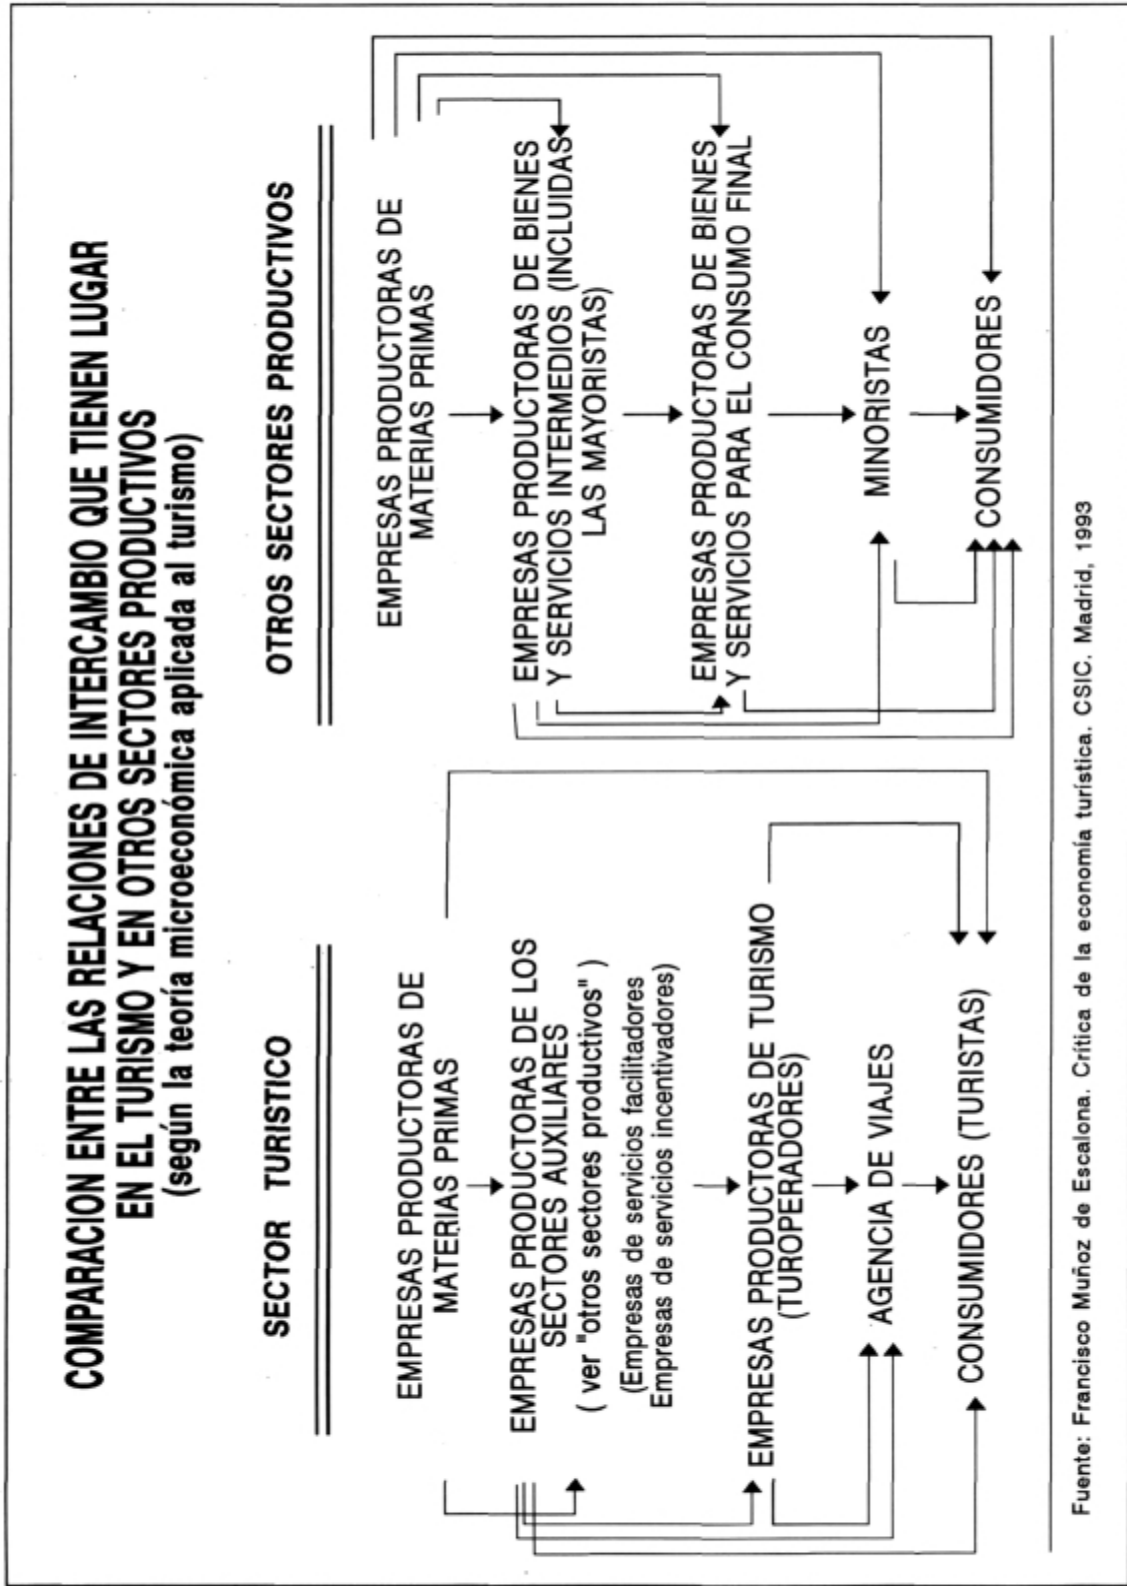 COMPARACION ENTRE LAS RELACIONES DE INTERCAMBIO QUE TIENEN LUGAR
EN EL TURISMO Y EN OTROS SECTORES PRODUCTIVOS
(según la teoría microeconómica aplicada al turismo)
SECTOR TURISTICO
EMPRESAS PRODUCTORAS DE
MATERIAS PRIMAS
EMPRESAS PRODUCTORAS DE LOS
SECTORES AUXILIARES
( ver "otros sectores productivos" )
(Empresas de servicios facilitadores
Empresas de servicios incentivadores)
EMPRESAS PRODUCTORAS DE TURISMO
(TUROPERADORES)
AGENCIA DE VIAJES
CONSUMIDORES (TURISTAS)
OTROS SECTORES PRODUCTIVOS
EMPRESAS PRODUCTORAS DE
MATERIAS PRIMAS
EMPRESAS PRODUCTORAS DE BIENES
Y SERVICIOS INTERMEDIOS (INCLUIDAS
LAS MAYORISTAS)
EMPRESAS PRODUCTORAS DE BIENES
Y SERVICIOS PARA EL CONSUMO FINAL
MINORISTAS
CONSUMIDORES
Fuente: Francisco Muñoz de Escalona. Crítica de la economía turística. CSIC. Madrid, 1993